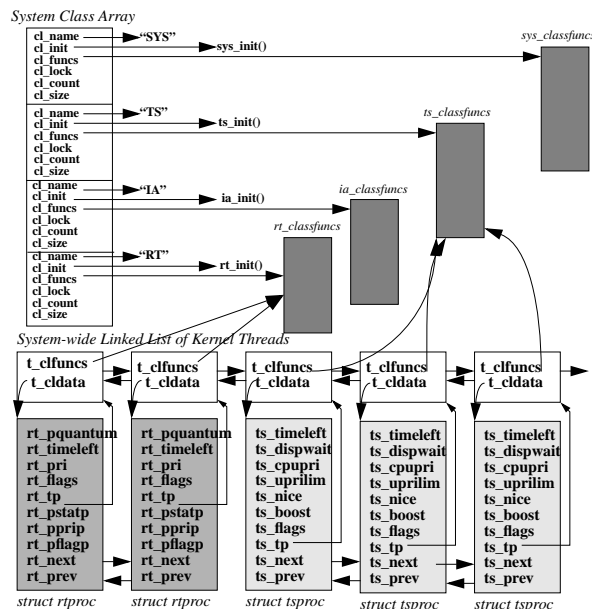 System Class Array
cl_name “SYS”
cl_init sys_init()
cl_funcs
cl_lock
cl_count
cl_size
sys_classfuncs
cl_name “TS”
cl_init ts_init()
cl_funcs
cl_lock
cl_count
cl_size
ts_classfuncs
cl_name “IA”
cl_init ia_init()
cl_funcs
cl_lock
cl_count
cl_size
ia_classfuncs
cl_name “RT”
cl_init rt_init()
cl_funcs
cl_lock
cl_count
cl_size
rt_classfuncs
System-wide Linked List of Kernel Threads
t_clfuncs
t_cldata
rt_pquantum
rt_timeleft
rt_pri
rt_flags
rt_tp
rt_pstatp
rt_pprip
rt_pflagp
rt_next
rt_prev
struct rtproc
t_clfuncs
t_cldata
rt_pquantum
rt_timeleft
rt_pri
rt_flags
rt_tp
rt_pstatp
rt_pprip
rt_pflagp
rt_next
rt_prev
struct rtproc
t_clfuncs
t_cldata
ts_timeleft
ts_dispwait
ts_cpupri
ts_uprilim
ts_nice
ts_boost
ts_flags
ts_tp
ts_next
ts_prev
struct tsproc
t_clfuncs
t_cldata
ts_timeleft
ts_dispwait
ts_cpupri
ts_uprilim
ts_nice
ts_boost
ts_flags
ts_tp
ts_next
ts_prev
struct tsproc
t_clfuncs
t_cldata
ts_timeleft
ts_dispwait
ts_cpupri
ts_uprilim
ts_nice
ts_boost
ts_flags
ts_tp
ts_next
ts_prev
struct tsproc